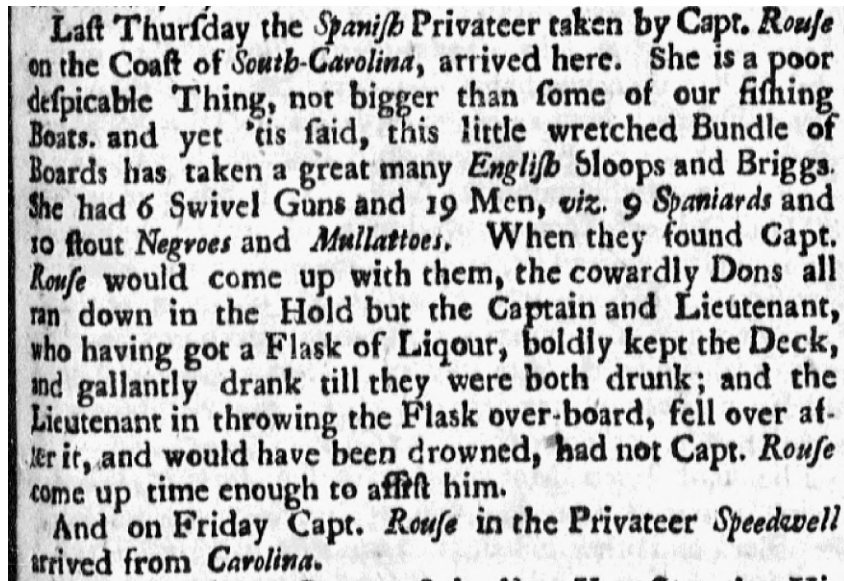 Laſt Thurſday the Spaniſh Privateer taken by Capt. Rouſe
on the Coaſt of South-Carolina, arrived here. She is a poor
deſpicable Thing, not bigger than ſome of our fiſhing
Boats. and yet 'tis ſaid, this little wretched Bundle of
Boards has taken a great many Engliſh Sloops and Briggs.
She had 6 Swivel Guns and 19 Men, viz. 9 Spaniards and
10 ſtout Negroes and Mullattoes. When they found Capt.
Rouſe would come up with them, the cowardly Dons all
ran down in the Hold but the Captain and Lieutenant,
who having got a Flask of Liqour, boldly kept the Deck,
and gallantly drank till they were both drunk; and the
Lieutenant in throwing the Flask over-board, fell over af-
ter it, and would have been drowned, had not Capt. Rouſe
come up time enough to aſſiſt him.
And on Friday Capt. Rouſe in the Privateer Speedwell
arrived from Carolina.